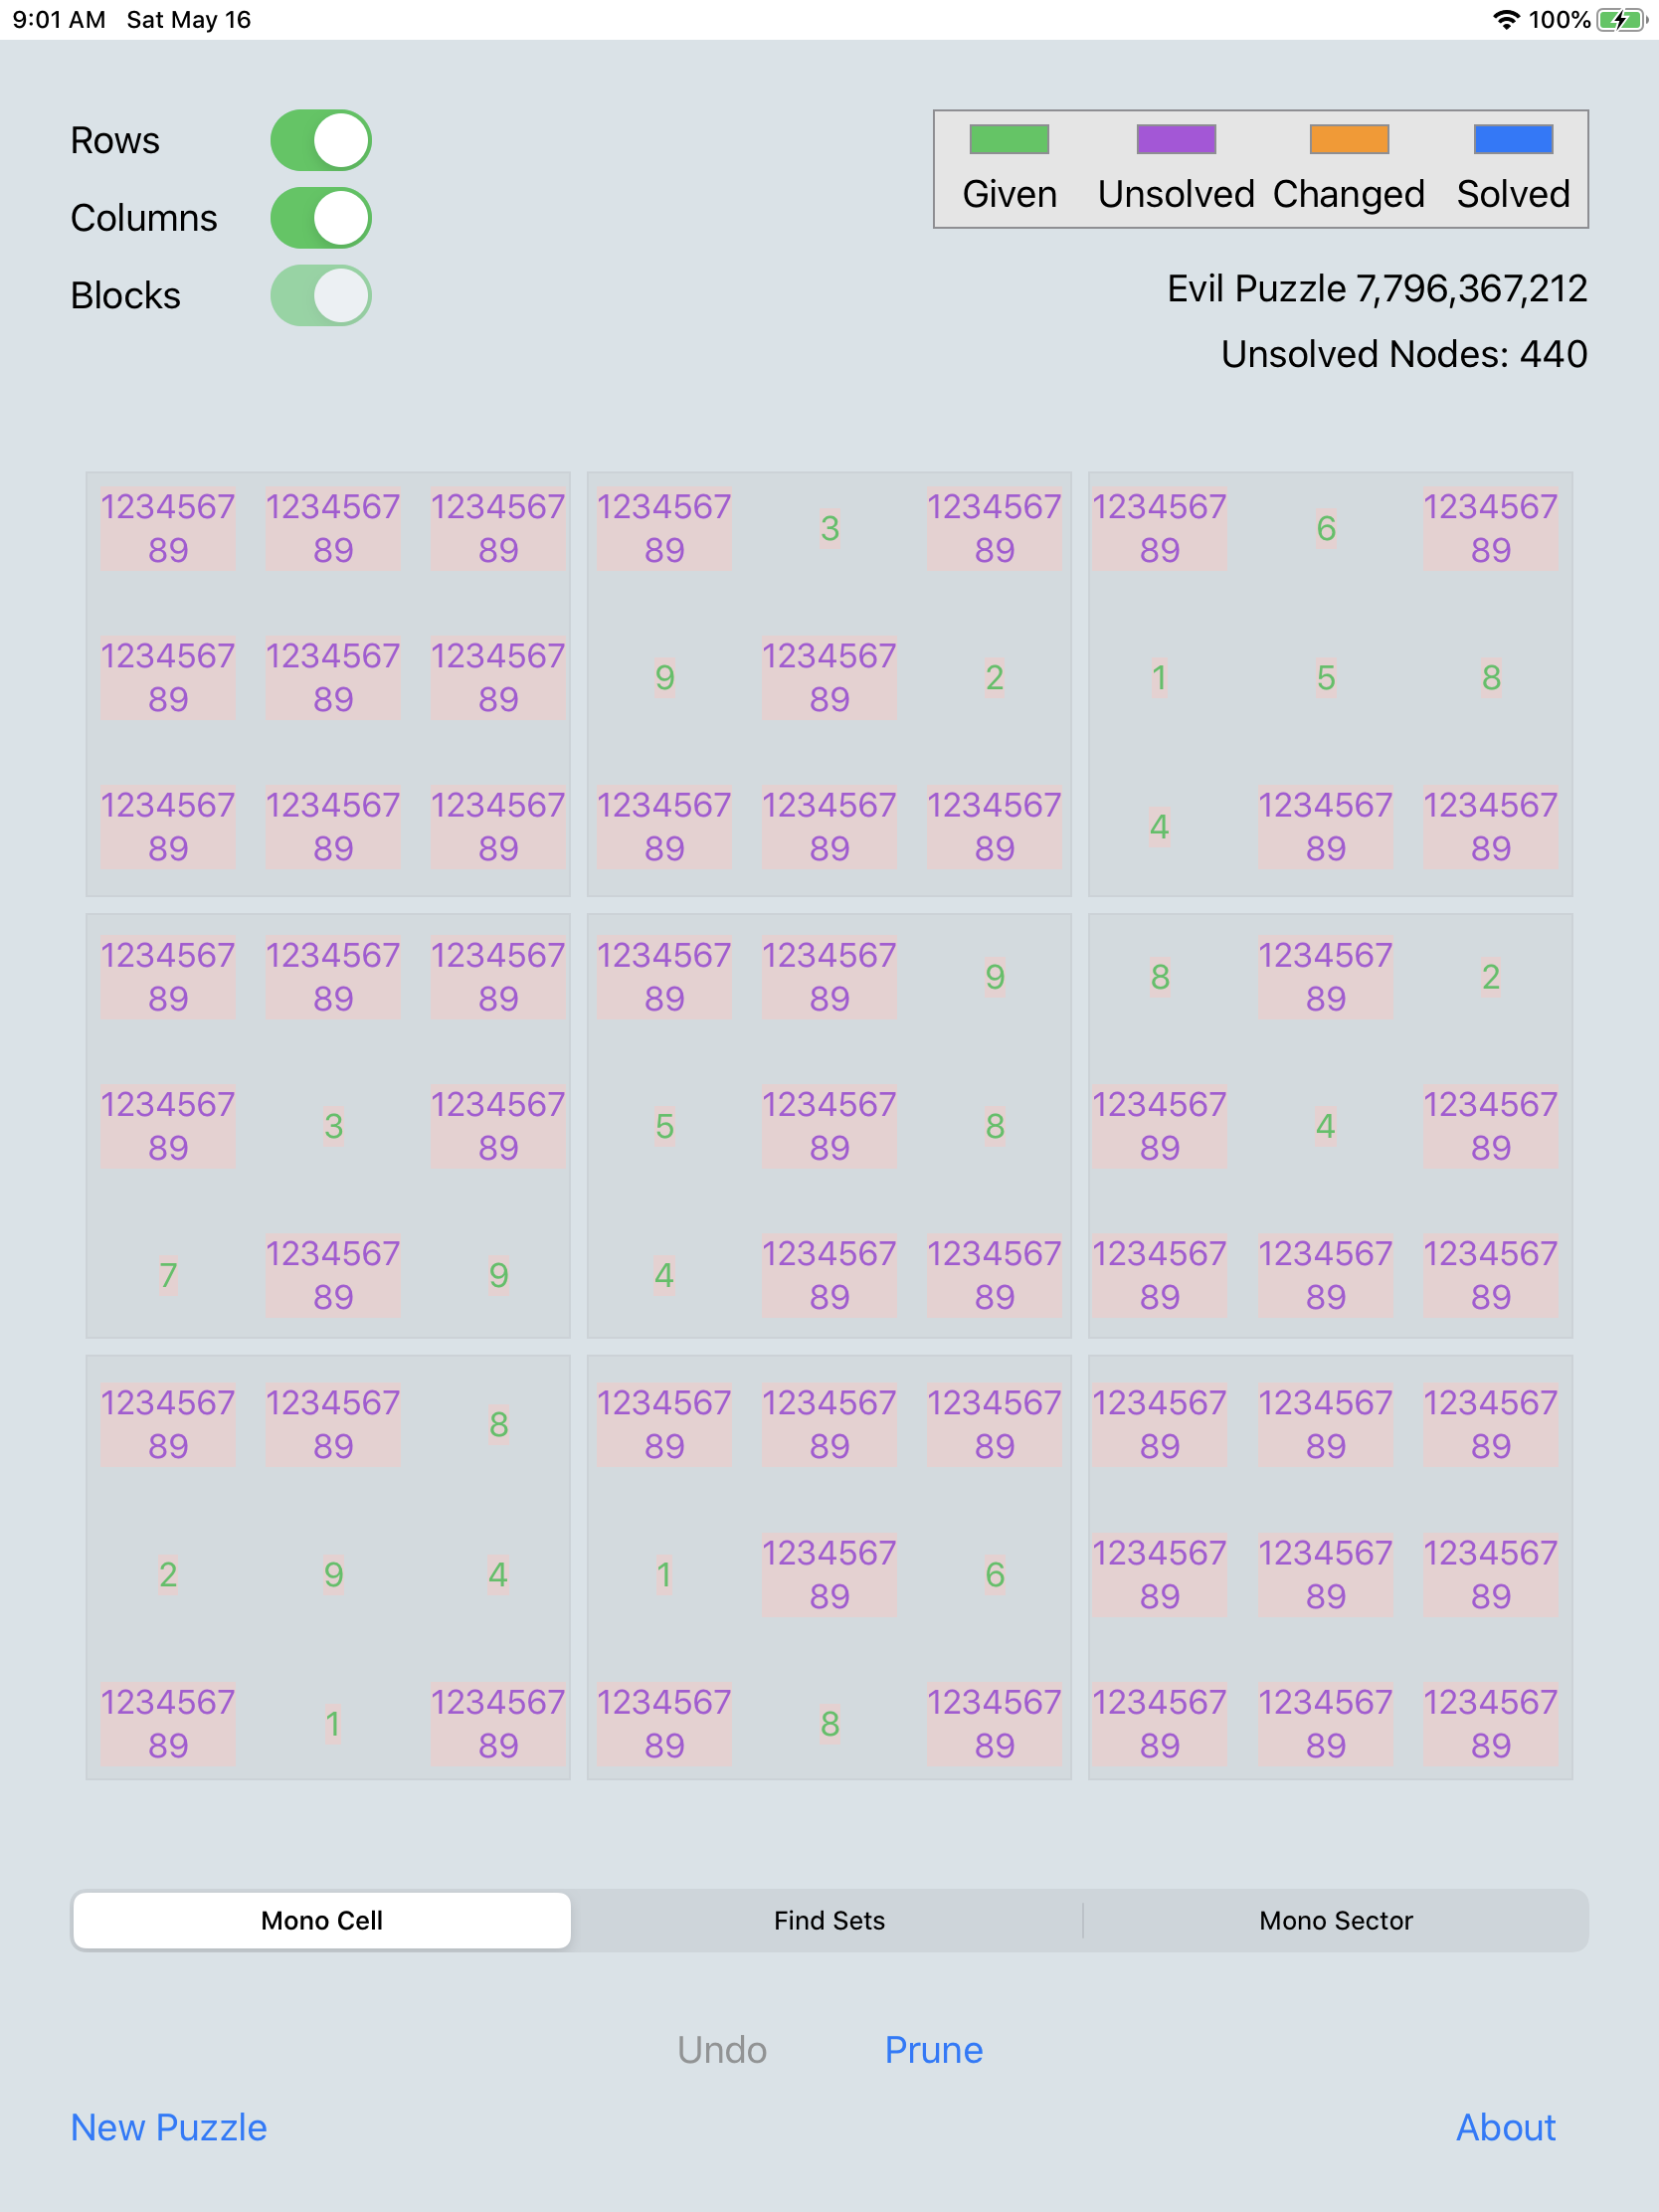 9:01 AM Sat May 16 100%
Rows
Columns
Blocks
Given Unsolved Changed Solved
Evil Puzzle 7,796,367,212
Unsolved Nodes: 440
1234567 1234567 1234567 1234567 3 1234567 1234567 6 1234567
89 89 89 89 89 89 89
1234567 1234567 1234567 9 1234567 2 1 5 8
89 89 89 89
1234567 1234567 1234567 1234567 1234567 1234567 4 1234567 1234567
89 89 89 89 89 89 89 89
1234567 1234567 1234567 1234567 1234567 9 8 1234567 2
89 89 89 89 89 89
1234567 3 1234567 5 1234567 8 1234567 4 1234567
89 89 89 89 89
7 1234567 9 4 1234567 1234567 1234567 1234567 1234567
89 89 89 89 89 89
1234567 1234567 8 1234567 1234567 1234567 1234567 1234567 1234567
89 89 89 89 89 89 89 89
2 9 4 1 1234567 6 1234567 1234567 1234567
89 89 89 89
1234567 1 1234567 1234567 8 1234567 1234567 1234567 1234567
89 89 89 89 89 89 89
Mono Cell Find Sets Mono Sector
Undo Prune
New Puzzle About